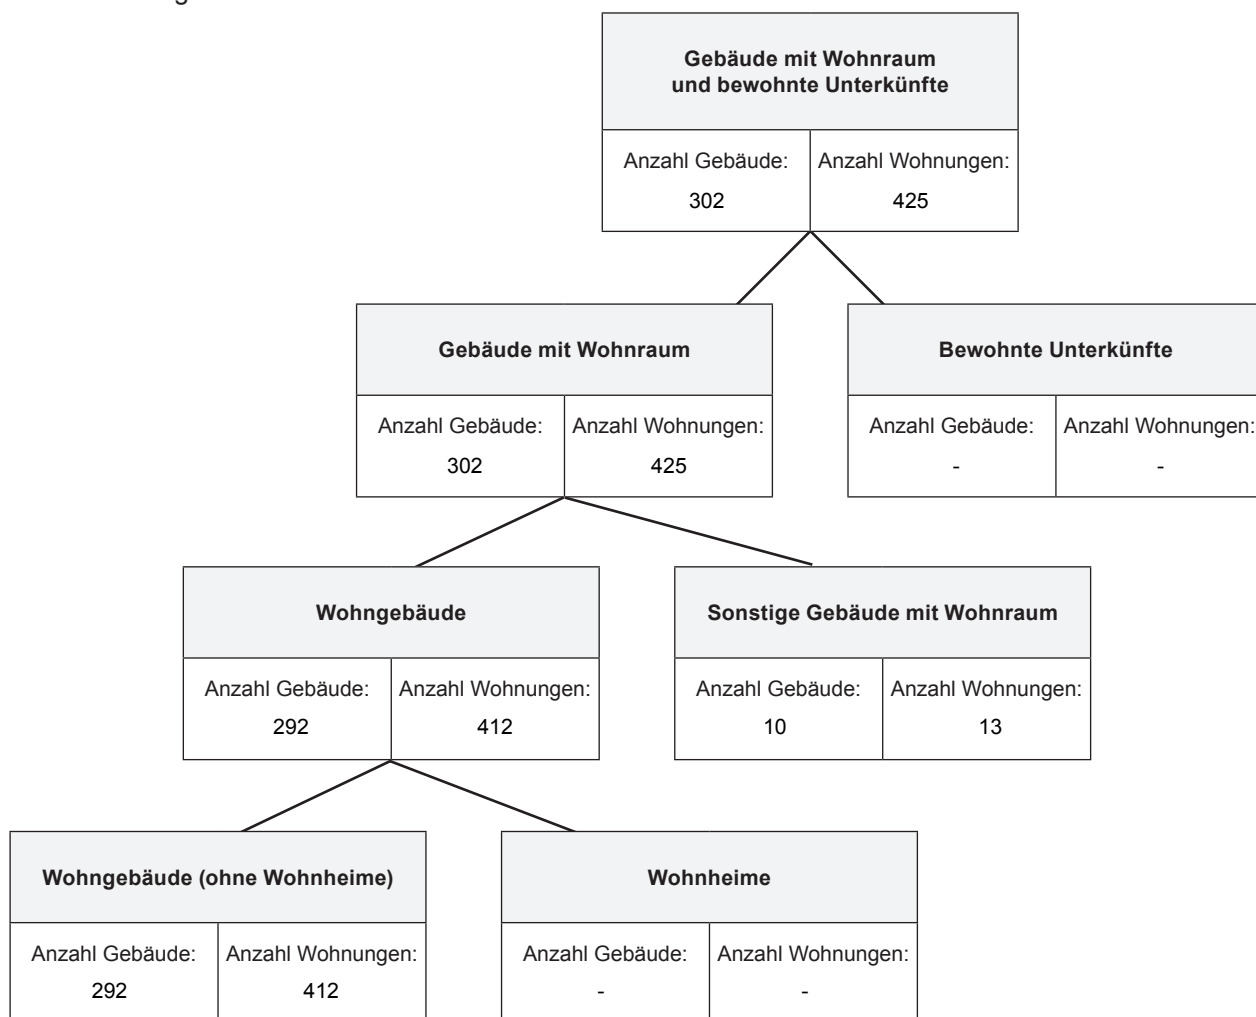 Gebäude mit Wohnraum
und bewohnte Unterkünfte
Anzahl Gebäude: Anzahl Wohnungen:
302 425
Gebäude mit Wohnraum
Anzahl Gebäude: Anzahl Wohnungen:
302 425
Bewohnte Unterkünfte
Anzahl Gebäude: Anzahl Wohnungen:
- -
Wohngebäude
Anzahl Gebäude: Anzahl Wohnungen:
292 412
Sonstige Gebäude mit Wohnraum
Anzahl Gebäude: Anzahl Wohnungen:
10 13
Wohngebäude (ohne Wohnheime)
Anzahl Gebäude: Anzahl Wohnungen:
292 412
Wohnheime
Anzahl Gebäude: Anzahl Wohnungen:
- -